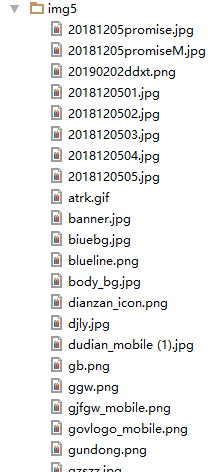 img5
20181205promise.jpg
20181205promiseM.jpg
20190202ddxt.png
2018120501.jpg
2018120502.jpg
2018120503.jpg
2018120504.jpg
2018120505.jpg
atrk.gif
banner.jpg
biuebg.jpg
blueline.png
body_bg.jpg
dianzan_icon.png
djly.jpg
dudian_mobile (1).jpg
gb.png
ggw.png
gjfgw_mobile.png
govlogo_mobile.png
gundong.png